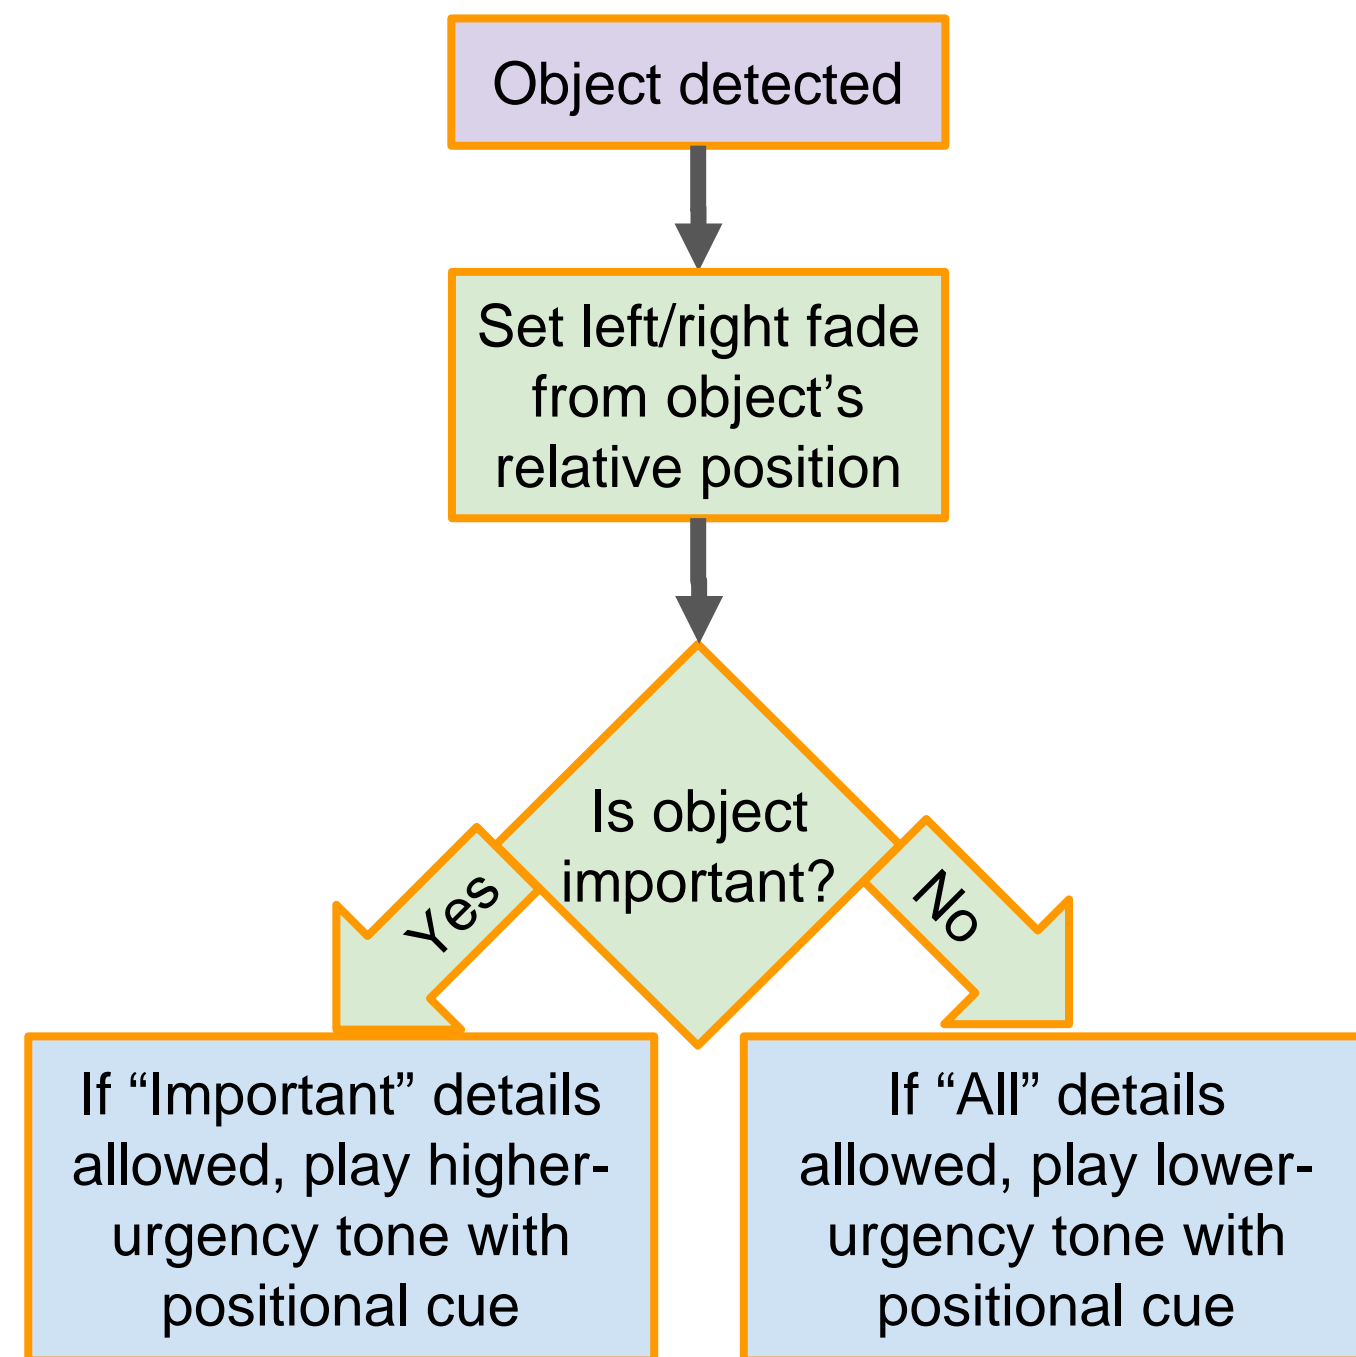 Object detected
Set left/right fade
from object’s
relative position
Is object
important?
Yes
No
If “Important” details
allowed, play higher-
urgency tone with
positional cue
If “All” details
allowed, play lower-
urgency tone with
positional cue